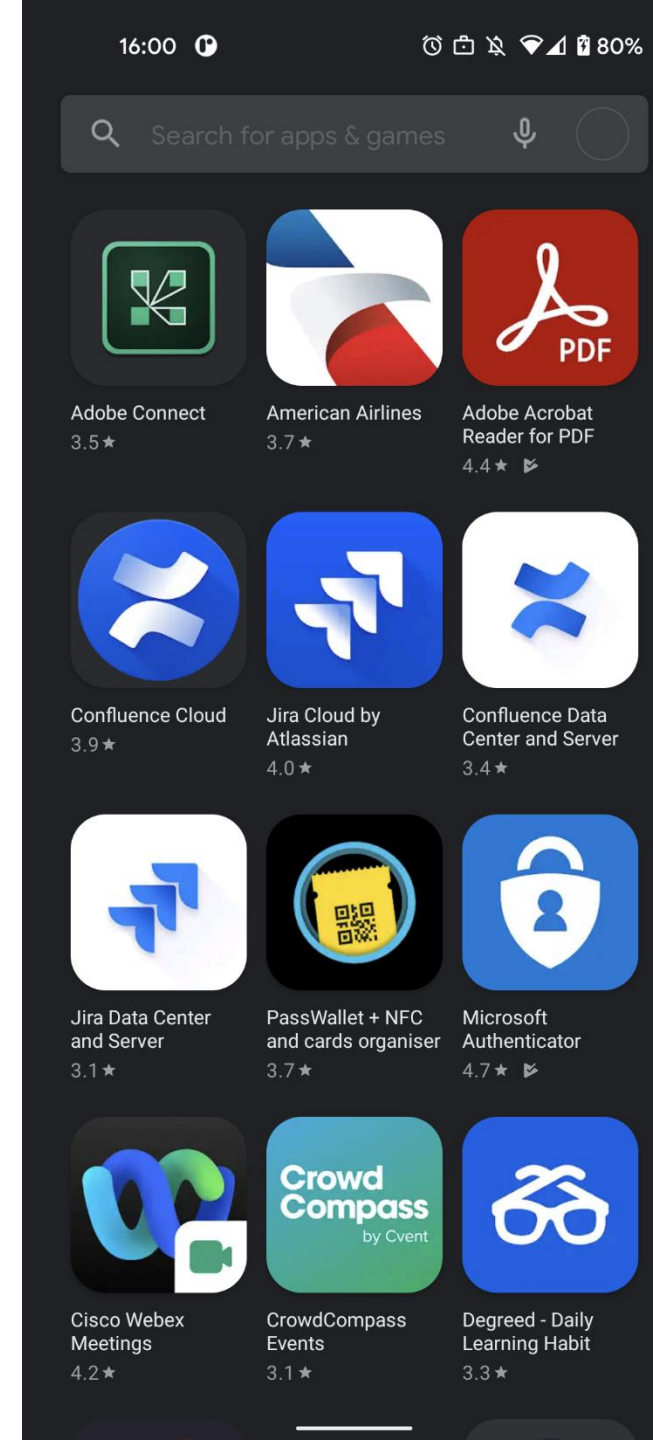 16:00
80%
Search for apps & games
PDF
Adobe Connect
3.5★
American Airlines
3.7★
Adobe Acrobat
Reader for PDF
4.4★
Confluence Cloud
3.9★
Jira Cloud by
Atlassian
4.0★
Confluence Data
Center and Server
3.4★
Jira Data Center
and Server
3.1★
PassWallet + NFC
and cards organiser
3.7★
Microsoft
Authenticator
4.7★
Crowd
Compass
by Cvent
Cisco Webex
Meetings
4.2★
CrowdCompass
Events
3.1★
Degreed - Daily
Learning Habit
3.3★